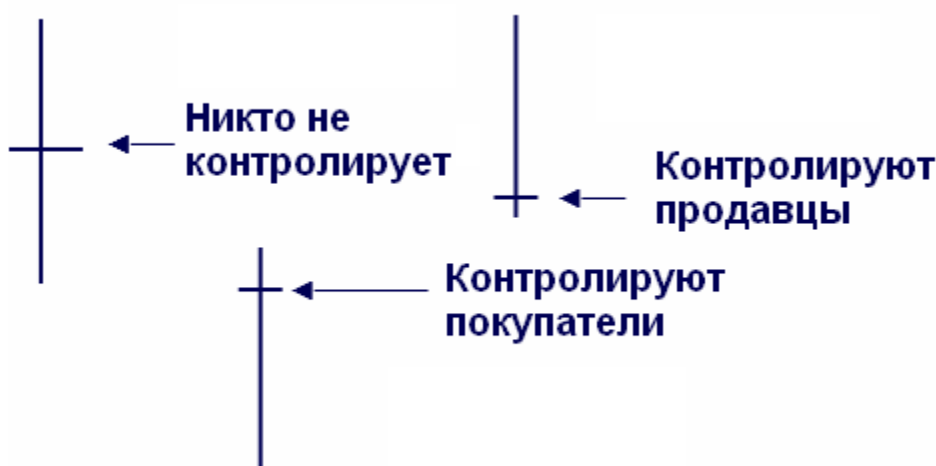 Никто не
контролирует
Контролируют
продавцы
Контролируют
покупатели